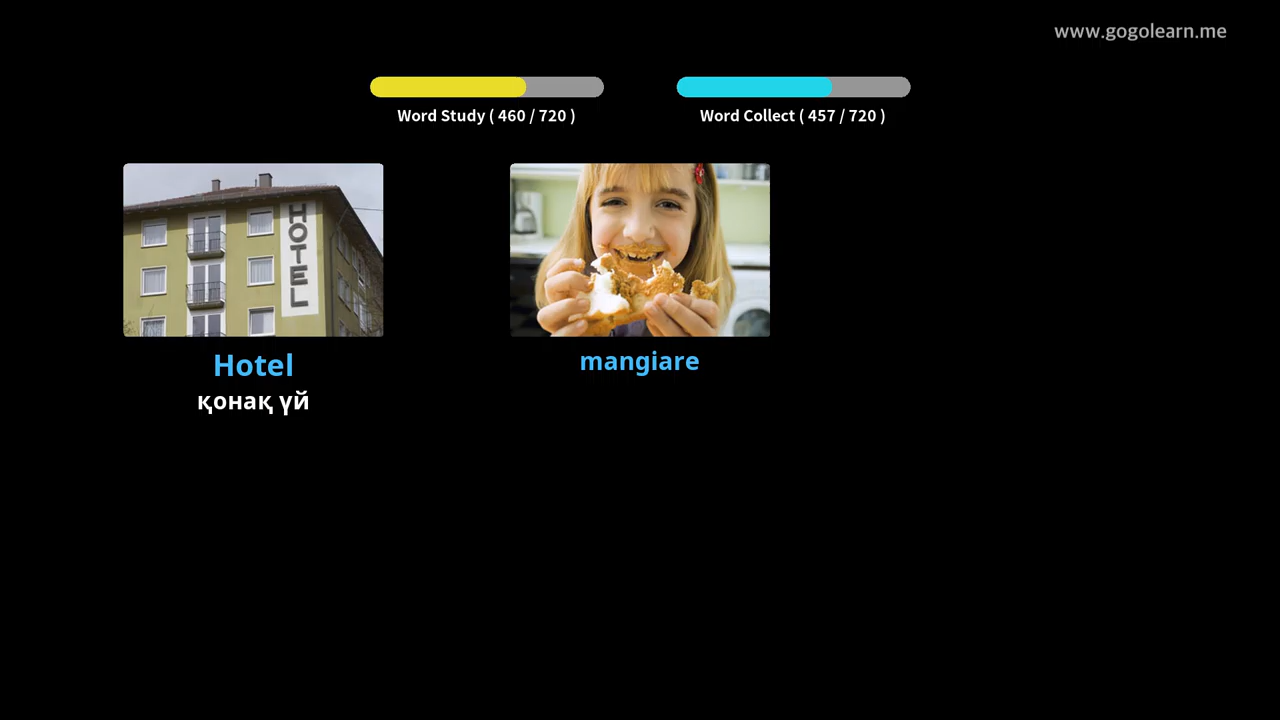 www.gogolearn.me
Word Study ( 460 / 720 )
Word Collect ( 457 / 720 )
HOTEL
Hotel
mangiare
қонақ үй